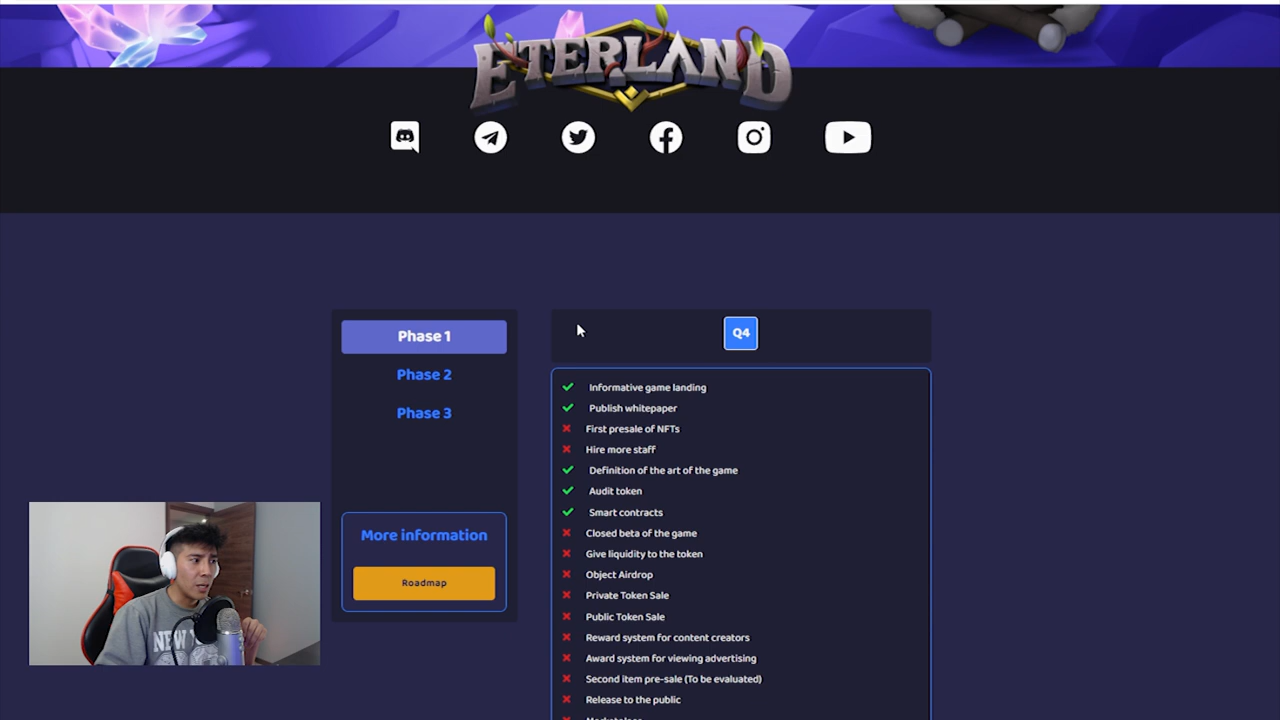 ETERLAND
Phase 1
Phase 2
Phase 3
More information
Roadmap
Q4
Informative game landing
Publish whitepaper
First presale of NFTs
Hire more staff
Definition of the art of the game
Audit token
Smart contracts
Closed beta of the game
Give liquidity to the token
Object Airdrop
Private Token Sale
Public Token Sale
Reward system for content creators
Award system for viewing advertising
Second item pre-sale (To be evaluated)
Release to the public
Marketplace
NEW